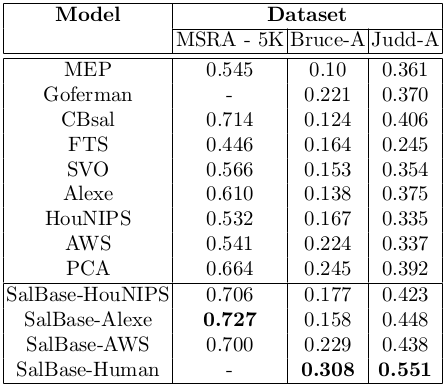 Model Dataset
MSRA - 5K Bruce-A Judd-A
MEP 0.545 0.10 0.361
Goferman - 0.221 0.370
CBsal 0.714 0.124 0.406
FTS 0.446 0.164 0.245
SVO 0.566 0.153 0.354
Alexe 0.610 0.138 0.375
HouNIPS 0.532 0.167 0.335
AWS 0.541 0.224 0.337
PCA 0.664 0.245 0.392
SalBase-HouNIPS 0.706 0.177 0.423
SalBase-Alexe 0.727 0.158 0.448
SalBase-AWS 0.700 0.229 0.438
SalBase-Human - 0.308 0.551